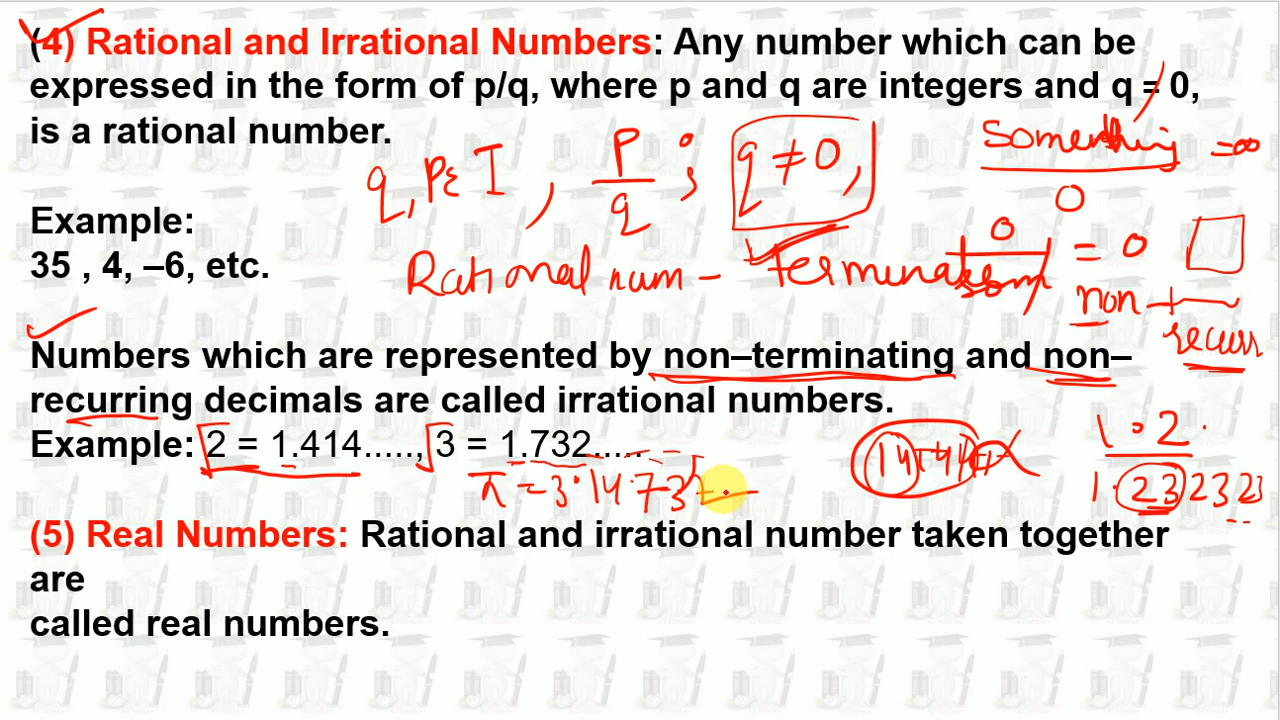 (4) Rational and Irrational Numbers: Any number which can be
expressed in the form of p/q, where p and q are integers and q ≠ 0,
is a rational number.
q, p ε I , p/q ; q ≠ 0,
something / 0 = ∞
Example:
35 , 4, –6, etc.
0 / som = 0
Rational num – Terminat
non –
recurr
Numbers which are represented by non–terminating and non–
recurring decimals are called irrational numbers.
Example: √2 = 1.414....., √3 = 1.732.....
1.2
1.23232
π = 3.1473
(5) Real Numbers: Rational and irrational number taken together
are
called real numbers.